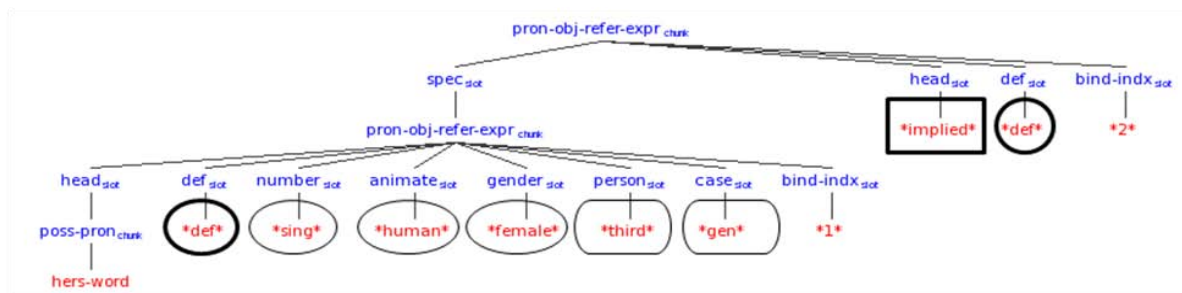 pron-obj-refer-expr chunk
spec slot head slot def slot bind-indx slot
pron-obj-refer-expr chunk *implied* *def* *2*
head slot def slot number slot animate slot gender slot person slot case slot bind-indx slot
poss-pron chunk *def* *sing* *human* *female* *third* *gen* *1*
hers-word